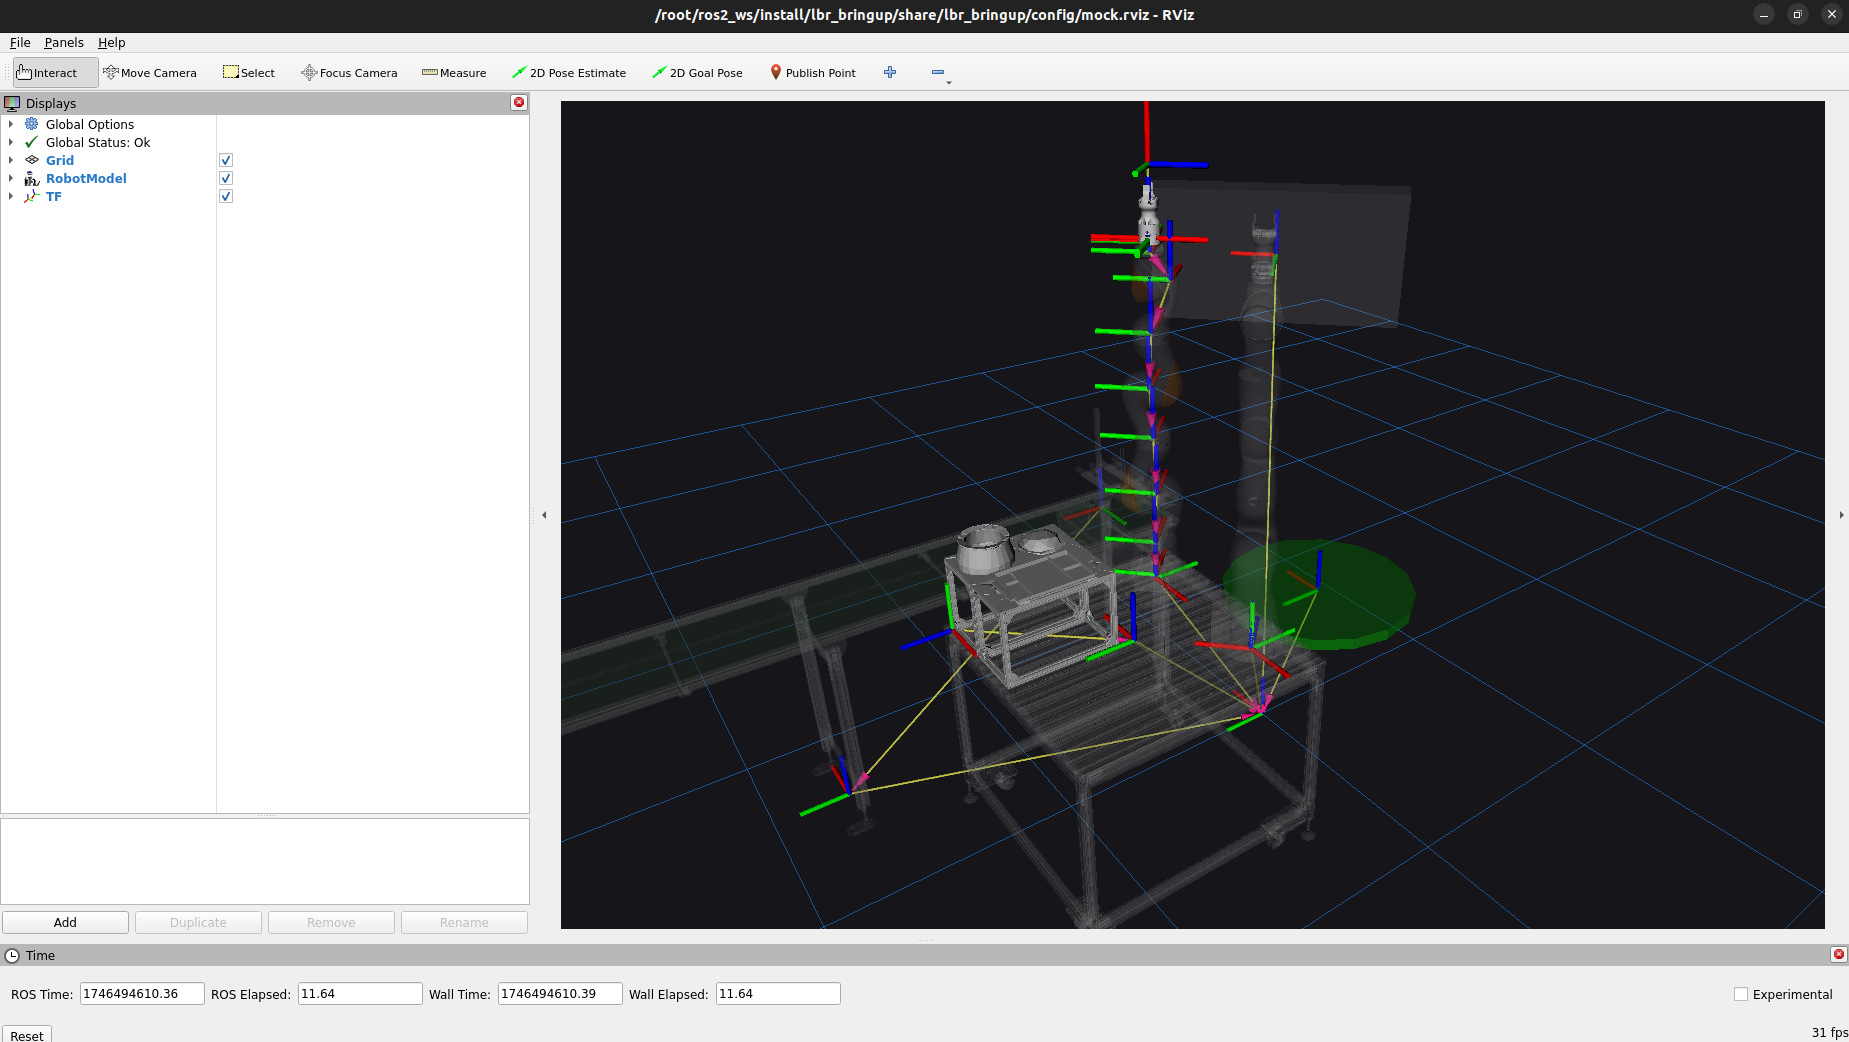 /root/ros2_ws/install/lbr_bringup/share/lbr_bringup/config/mock.rviz - RViz
File Panels Help
Interact Move Camera Select Focus Camera Measure 2D Pose Estimate 2D Goal Pose Publish Point
Displays
Global Options
Global Status: Ok
Grid
RobotModel
TF
Add Duplicate Remove Rename
Time
ROS Time: 1746494610.36 ROS Elapsed: 11.64 Wall Time: 1746494610.39 Wall Elapsed: 11.64 Experimental
Reset 31 fps